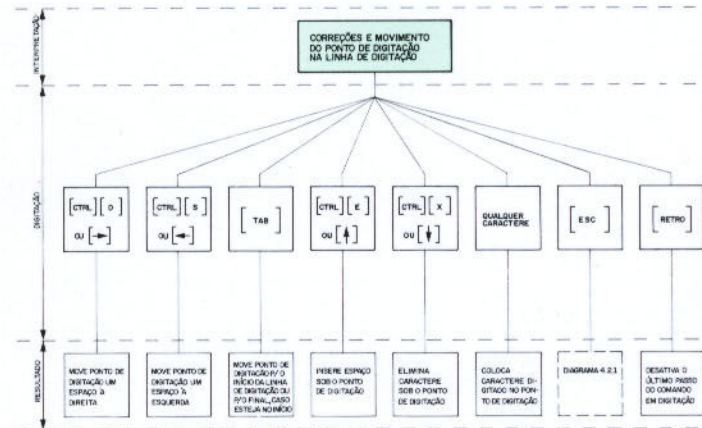 INTERPRETAÇÃO
CORREÇÕES E MOVIMENTO
DO PONTO DE DIGITAÇÃO
NA LINHA DE DIGITAÇÃO
DIGITAÇÃO
[CTRL] [D]
OU [→]
[CTRL] [S]
OU [←]
[TAB]
[CTRL] [E]
OU [↑]
[CTRL] [X]
OU [↓]
QUALQUER
CARACTERE
[ESC]
[RETRO]
RESULTADO
MOVE PONTO DE
DIGITAÇÃO UM
ESPAÇO À
DIREITA
MOVE PONTO DE
DIGITAÇÃO UM
ESPAÇO À
ESQUERDA
MOVE PONTO DE
DIGITAÇÃO P/ O
INÍCIO DA LINHA
DE DIGITAÇÃO OU
P/O FINAL, CASO
ESTEJA NO INÍCIO
INSERE ESPAÇO
SOB O PONTO
DE DIGITAÇÃO
ELIMINA
CARACTERE
SOB O PONTO
DE DIGITAÇÃO
COLOCA
CARACTERE DI-
GITADO NO PON-
TO DE DIGITAÇÃO
DIAGRAMA 4.2.1
DESATIVA O
ÚLTIMO PASSO
DO COMANDO
EM DIGITAÇÃO